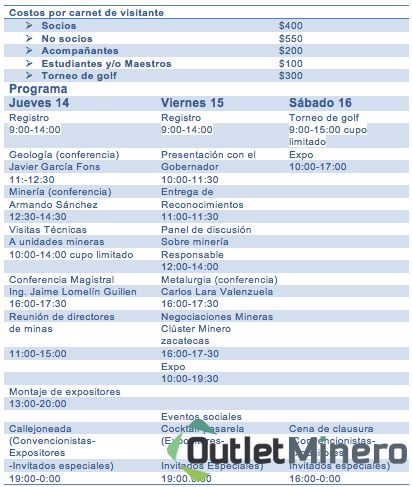 Costos por carnet de visitante
➢ Socios $400
➢ No socios $550
➢ Acompañantes $200
➢ Estudiantes y/o Maestros $100
➢ Torneo de golf $300
Programa
Jueves 14 Viernes 15 Sábado 16
Registro Registro Torneo de golf
9:00-14:00 9:00-14:00 9:00-15:00 cupo
limitado
Geología (conferencia) Presentación con el Expo
Javier García Fons Gobernador 10:00-17:00
11:-12:30 10:00-11:30
Minería (conferencia) Entrega de
Armando Sánchez Reconocimientos
12:30-14:30 11:00-11:30
Visitas Técnicas Panel de discusión
A unidades mineras Sobre minería
10:00-14:00 cupo limitado Responsable
12:00-14:00
Conferencia Magistral Metalurgia (conferencia)
Ing. Jaime Lomelín Guillen Carlos Lara Valenzuela
16:00-17:30 16:00-17:30
Reunión de directores Negociaciones Mineras
de minas Clúster Minero
zacatecas
11:00-15:00 16:00-17-30
Expo
10:00-19:30
Montaje de expositores
13:00-20:00
Eventos sociales
Callejoneada Cocktail pasarela Cena de clausura
(Convencionistas- (Expositores- (Convencionistas-
Expositores Expositores
-Invitados especiales) Invitados Especiales) Invitados especiales)
19:00-0:00 19:00-0:00 16:00-0:00
Outlet Minero